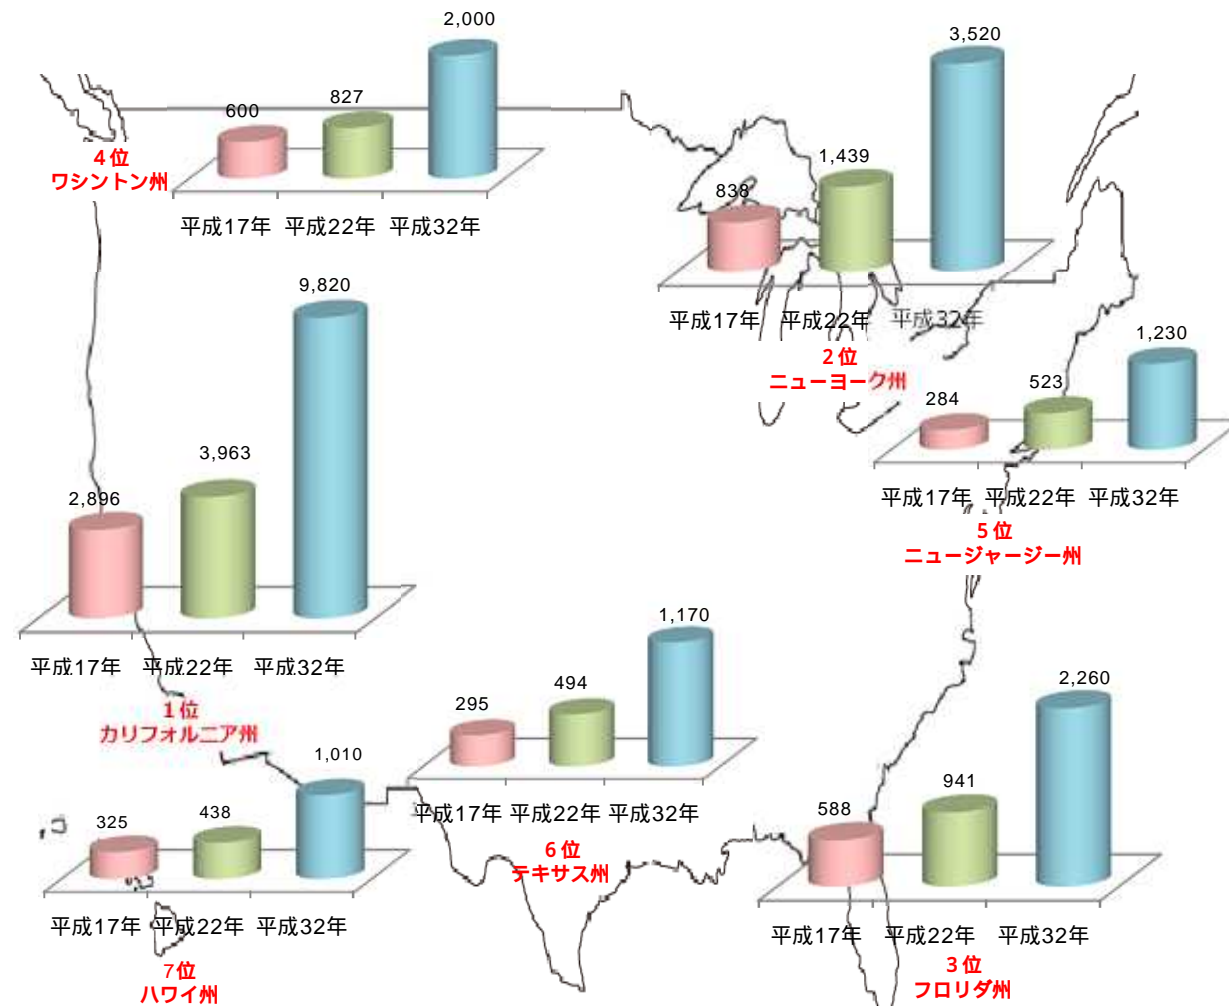 2,000
600
827
4位
ワシントン州
平成17年 平成22年 平成32年
3,520
838
1,439
平成17年 平成22年 平成32年
2位
ニューヨーク州
9,820
2,896
3,963
平成17年 平成22年 平成32年
1位
カリフォルニア州
1,230
284
523
平成17年 平成22年 平成32年
5位
ニュージャージー州
1,170
295
494
平成17年 平成22年 平成32年
6位
テキサス州
1,010
325
438
平成17年 平成22年 平成32年
7位
ハワイ州
2,260
588
941
平成17年 平成22年 平成32年
3位
フロリダ州